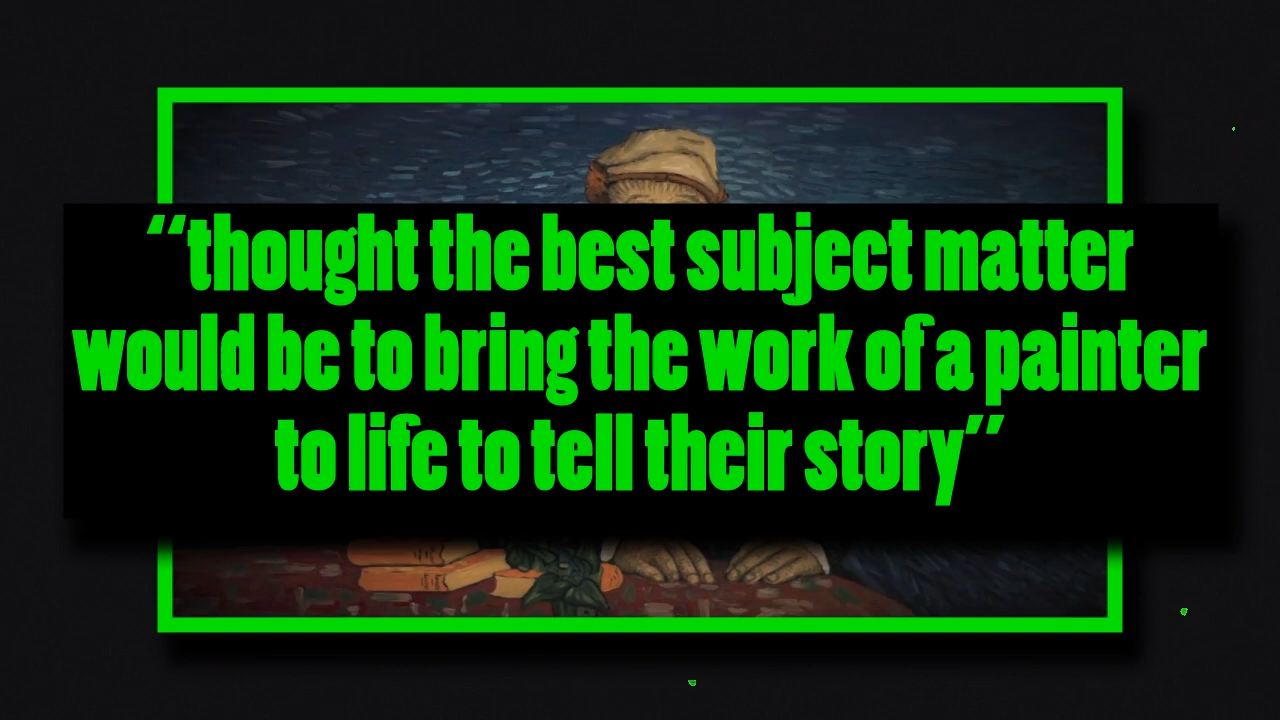 “thought the best subject matter
would be to bring the work of a painter
to life to tell their story”